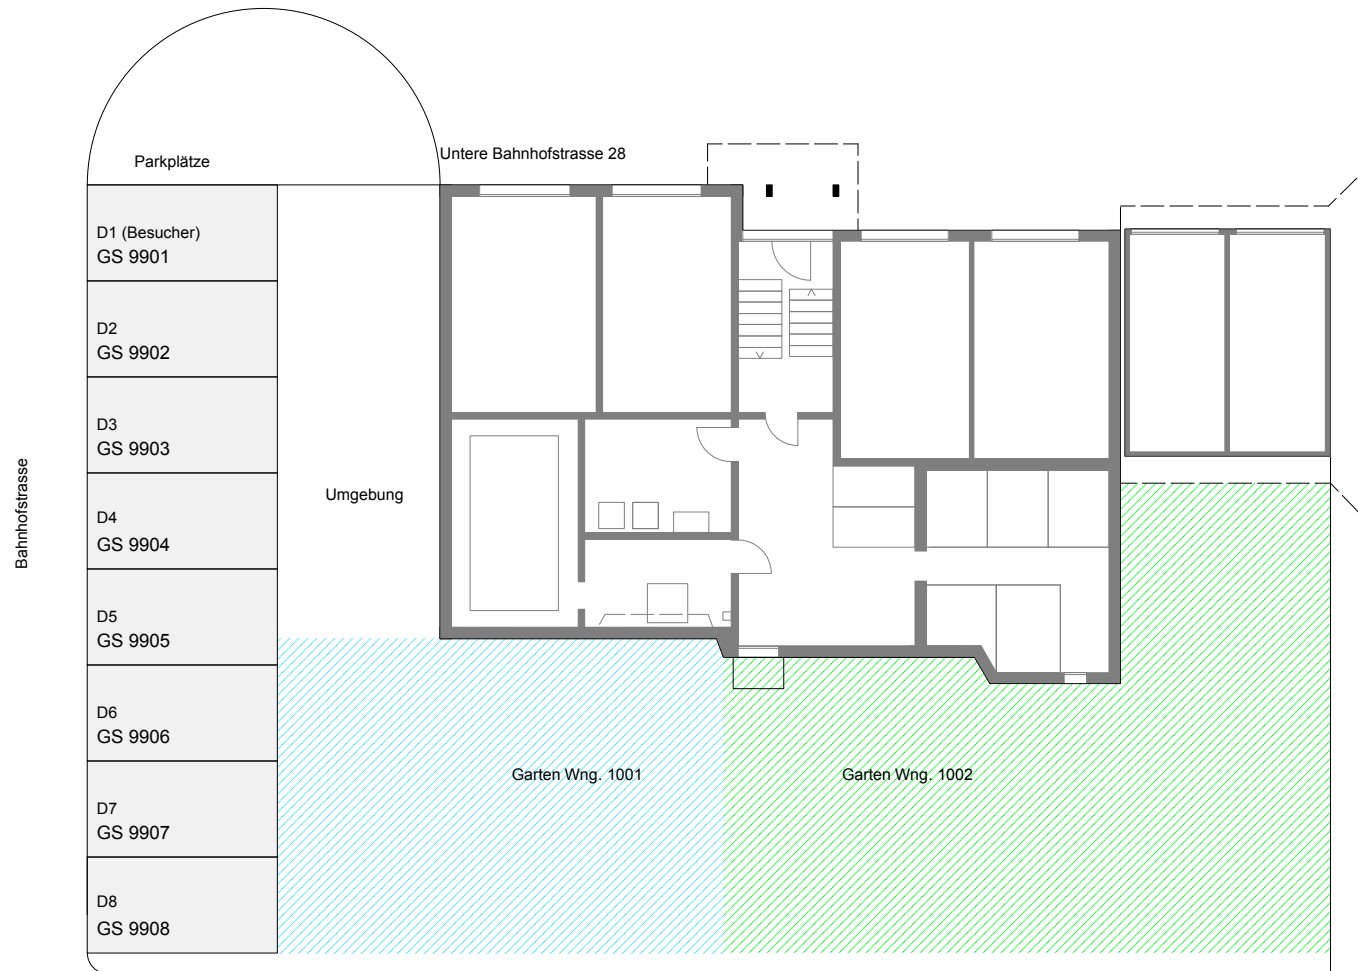 Untere Bahnhofstrasse 28
Parkplätze
D1 (Besucher)
GS 9901
D2
GS 9902
D3
GS 9903
D4
GS 9904
D5
GS 9905
D6
GS 9906
D7
GS 9907
D8
GS 9908
Bahnhofstrasse
Umgebung
Garten Wng. 1001
Garten Wng. 1002